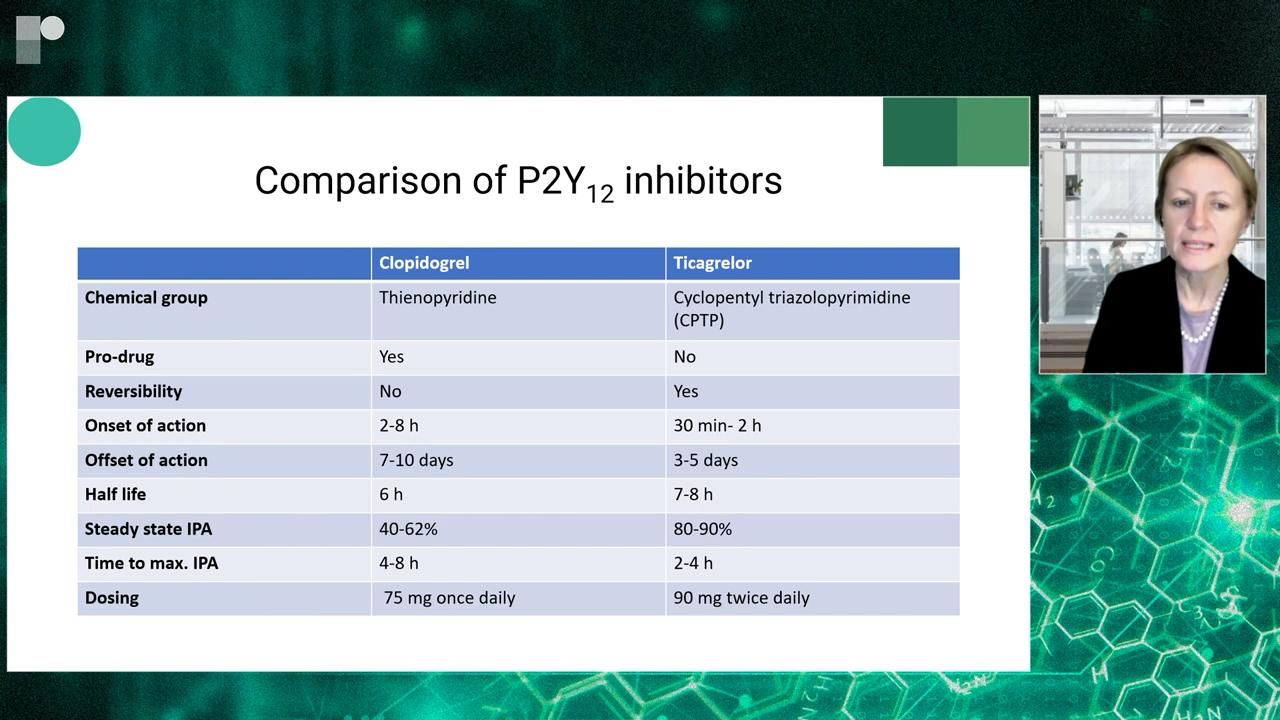 Comparison of P2Y12 inhibitors
Clopidogrel Ticagrelor
Chemical group Thienopyridine Cyclopentyl triazolopyrimidine
(CPTP)
Pro-drug Yes No
Reversibility No Yes
Onset of action 2-8 h 30 min- 2 h
Offset of action 7-10 days 3-5 days
Half life 6 h 7-8 h
Steady state IPA 40-62% 80-90%
Time to max. IPA 4-8 h 2-4 h
Dosing 75 mg once daily 90 mg twice daily